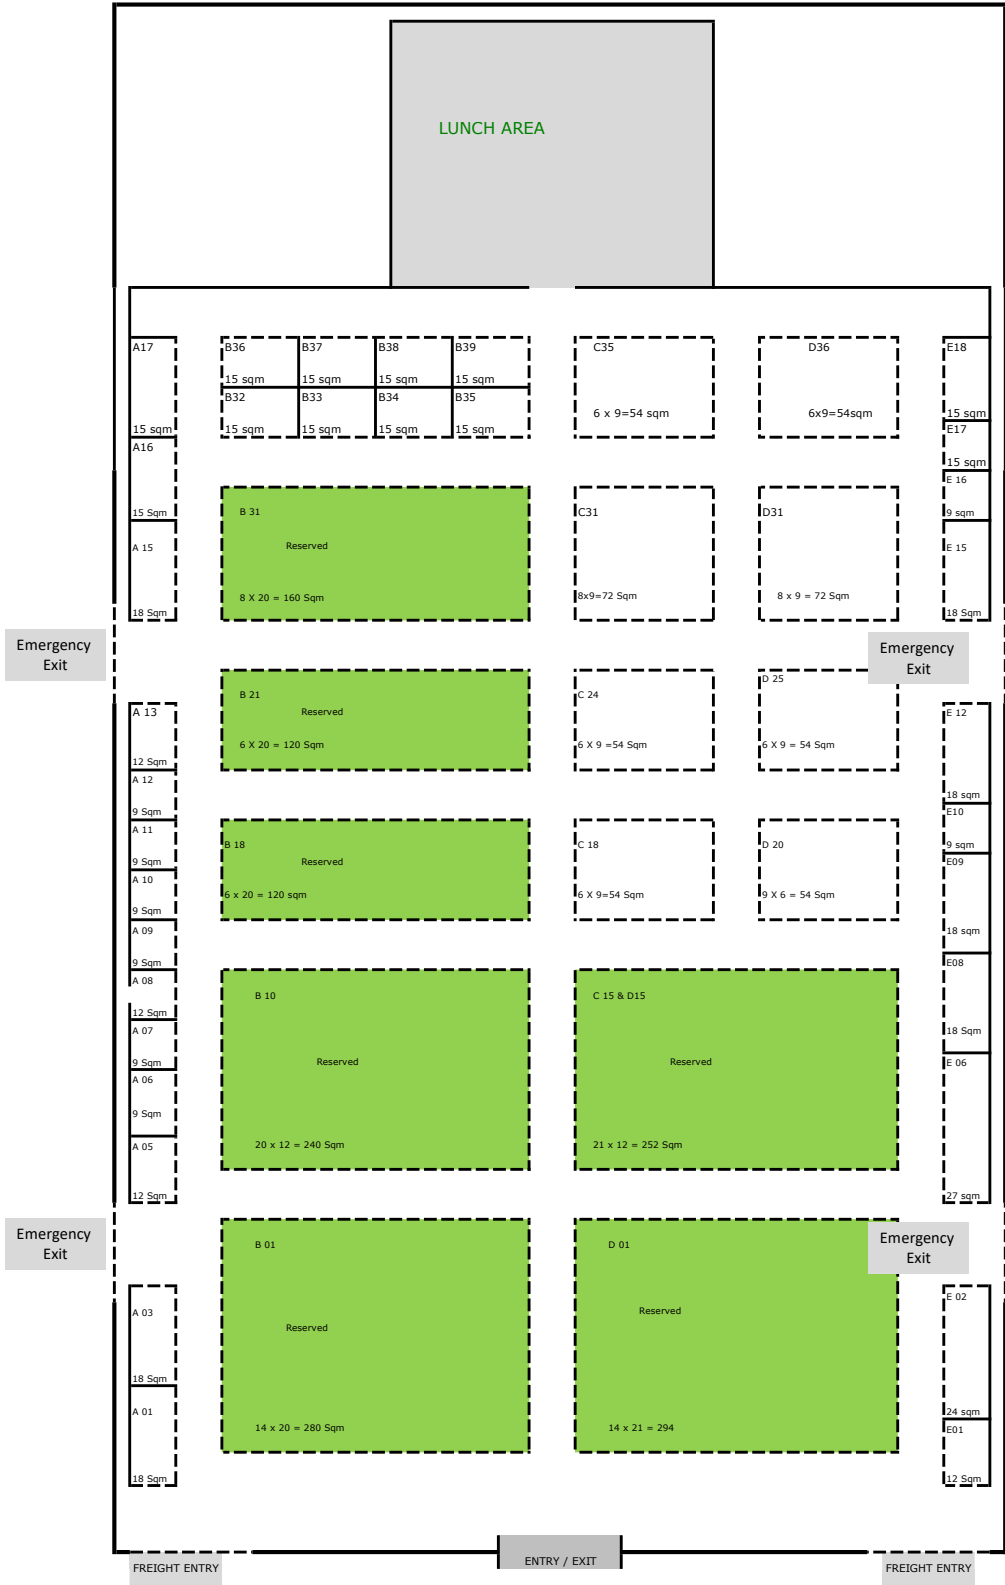 LUNCH AREA
A17
15 sqm
A16
15 Sqm
A 15
18 Sqm
B36
15 sqm
B37
15 sqm
B38
15 sqm
B39
15 sqm
B32
15 sqm
B33
15 sqm
B34
15 sqm
B35
15 sqm
C35
6 x 9=54 sqm
D36
6x9=54sqm
E18
15 sqm
E17
15 sqm
E 16
9 sqm
E 15
18 Sqm
B 31
Reserved
8 X 20 = 160 Sqm
C31
8x9=72 Sqm
D31
8 x 9 = 72 Sqm
Emergency
Exit
Emergency
Exit
A 13
12 Sqm
A 12
9 Sqm
A 11
9 Sqm
A 10
9 Sqm
A 09
9 Sqm
A 08
12 Sqm
A 07
9 Sqm
A 06
9 Sqm
A 05
12 Sqm
B 21
Reserved
6 X 20 = 120 Sqm
C 24
6 X 9 =54 Sqm
D 25
6 X 9 = 54 Sqm
B 18
Reserved
6 x 20 = 120 sqm
C 18
6 X 9=54 Sqm
D 20
9 X 6 = 54 Sqm
E 12
18 sqm
E10
9 sqm
E09
18 sqm
E08
18 Sqm
E 06
27 sqm
B 10
Reserved
20 x 12 = 240 Sqm
C 15 & D15
Reserved
21 x 12 = 252 Sqm
Emergency
Exit
Emergency
Exit
A 03
18 Sqm
A 01
18 Sqm
B 01
Reserved
14 x 20 = 280 Sqm
D 01
Reserved
14 x 21 = 294
E 02
24 sqm
E01
12 Sqm
FREIGHT ENTRY
ENTRY / EXIT
FREIGHT ENTRY